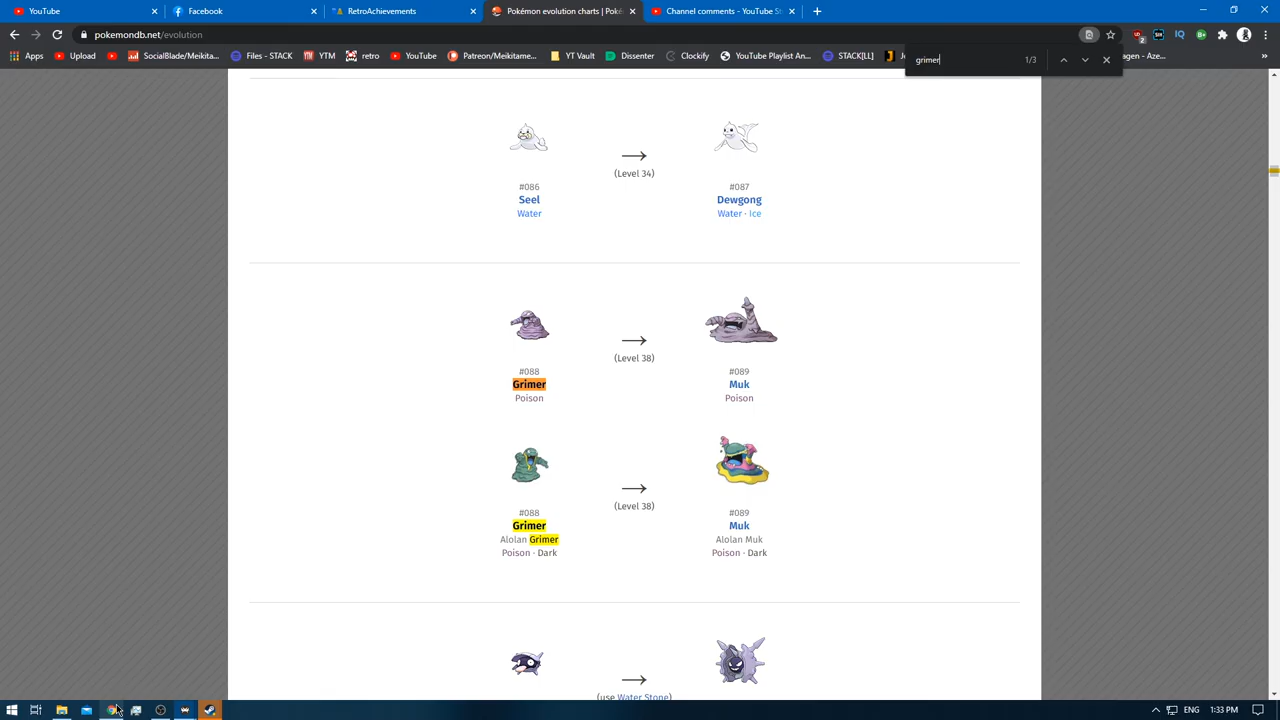 YouTube
Facebook
RetroAchievements
Pokémon evolution charts | Pok
Channel comments - YouTube St
pokemondb.net/evolution
Apps
Upload
SocialBlade/Meikita...
Files - STACK
YTM
retro
YouTube
Patreon/Meikitame...
YT Vault
Dissenter
Clockify
YouTube Playlist An...
STACK[LL]
agen - Aze...
»
grimer
1/3
(Level 34)
#086
Seel
Water
#087
Dewgong
Water · Ice
(Level 38)
#088
Grimer
Poison
#089
Muk
Poison
(Level 38)
#088
Grimer
Alolan Grimer
Poison · Dark
#089
Muk
Alolan Muk
Poison · Dark
(use Water Stone)
ENG
1:33 PM